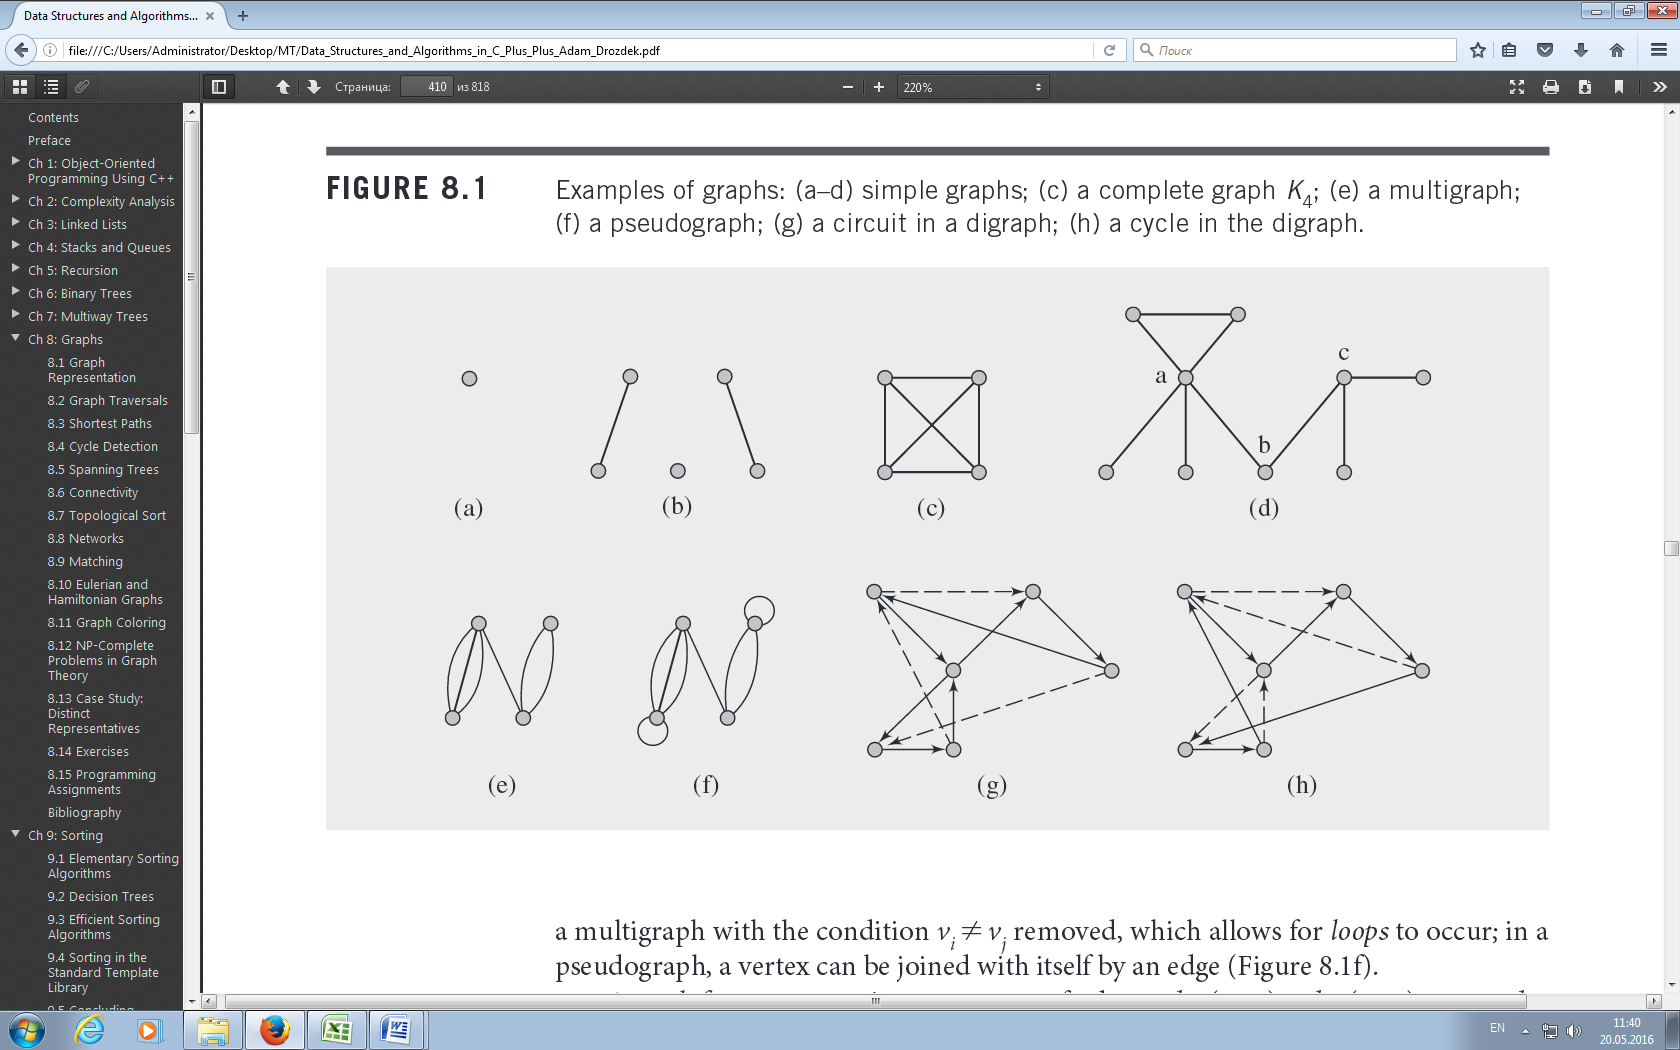 Data Structures and Algorithms...
file:///C:/Users/Administrator/Desktop/MT/Data_Structures_and_Algorithms_in_C_Plus_Plus_Adam_Drozdek.pdf
Поиск
Страница:
410
из 818
220%
Contents
Preface
Ch 1: Object-Oriented
Programming Using C++
Ch 2: Complexity Analysis
Ch 3: Linked Lists
Ch 4: Stacks and Queues
Ch 5: Recursion
Ch 6: Binary Trees
Ch 7: Multiway Trees
Ch 8: Graphs
8.1 Graph
Representation
8.2 Graph Traversals
8.3 Shortest Paths
8.4 Cycle Detection
8.5 Spanning Trees
8.6 Connectivity
8.7 Topological Sort
8.8 Networks
8.9 Matching
8.10 Eulerian and
Hamiltonian Graphs
8.11 Graph Coloring
8.12 NP-Complete
Problems in Graph
Theory
8.13 Case Study:
Distinct
Representatives
8.14 Exercises
8.15 Programming
Assignments
Bibliography
Ch 9: Sorting
9.1 Elementary Sorting
Algorithms
9.2 Decision Trees
9.3 Efficient Sorting
Algorithms
9.4 Sorting in the
Standard Template
Library
9.5 Concluding
FIGURE 8.1
Examples of graphs: (a–d) simple graphs; (c) a complete graph K4; (e) a multigraph;
(f) a pseudograph; (g) a circuit in a digraph; (h) a cycle in the digraph.
a
b
c
(a)
(b)
(c)
(d)
(e)
(f)
(g)
(h)
a multigraph with the condition vi ≠ vj removed, which allows for loops to occur; in a
pseudograph, a vertex can be joined with itself by an edge (Figure 8.1f).
EN
11:40
20.05.2016